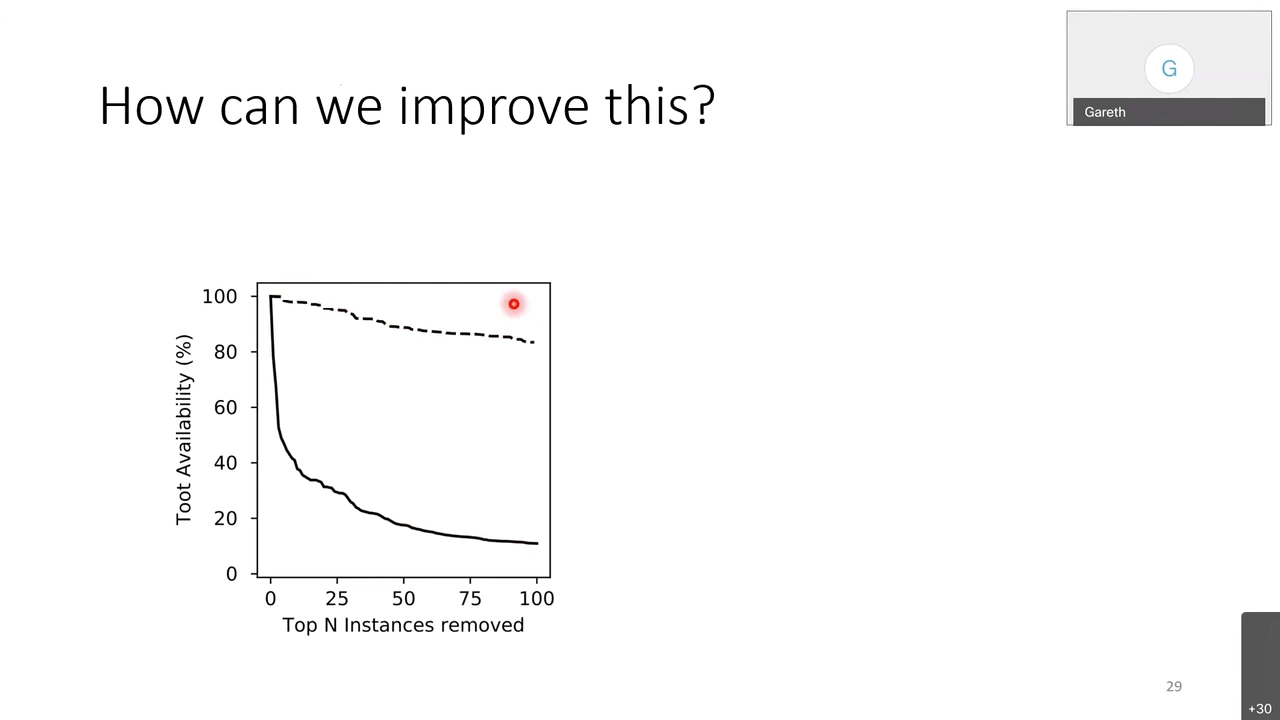 How can we improve this?
G
Gareth
100
80
60
40
20
0
Toot Availability (%)
0 25 50 75 100
Top N Instances removed
29
+30